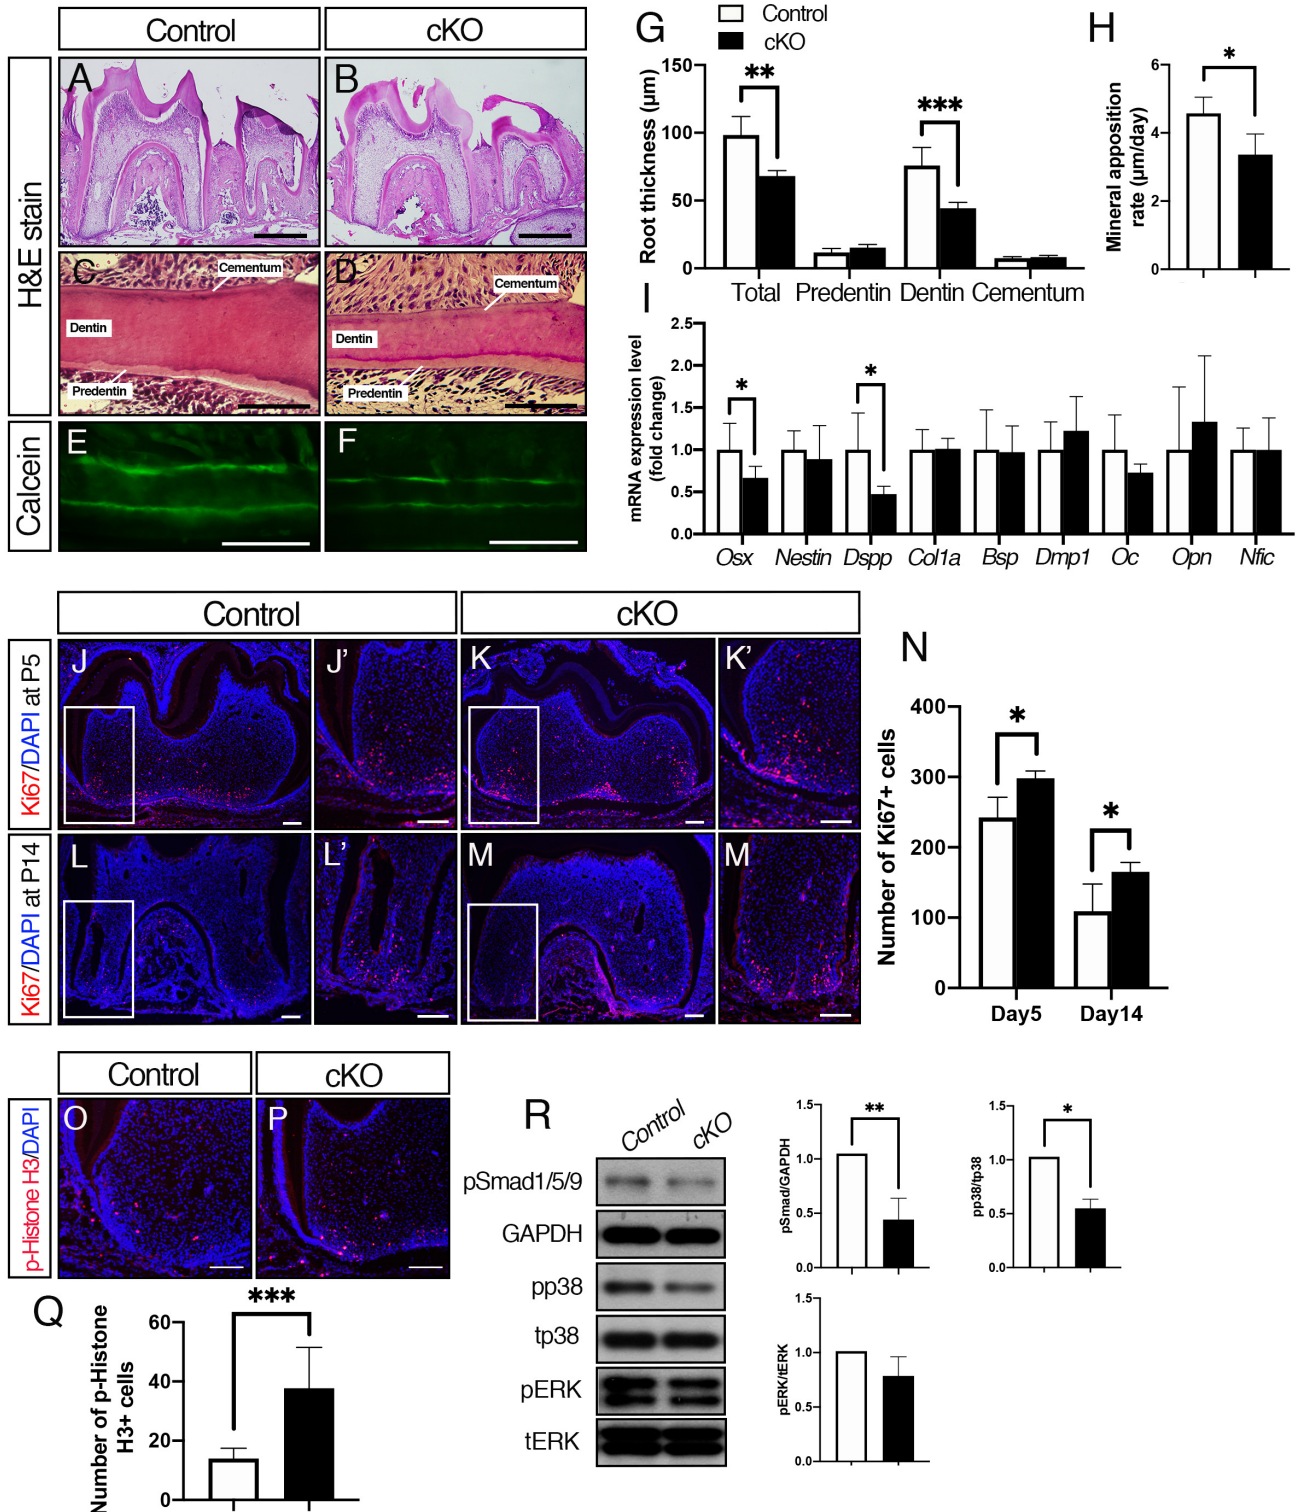 Control
cKO
H&E stain
A
B
C
Cementum
Dentin
Predentin
D
Cementum
Dentin
Predentin
Calcein
E
F
G
Control
cKO
Root thickness (μm)
150
100
50
0
**
***
Total Predentin Dentin Cementum
H
Mineral apposition
rate (μm/day)
6
4
2
0
*
I
mRNA expression level
(fold change)
2.5
2.0
1.5
1.0
0.5
0.0
*
*
Osx Nestin Dspp Col1a Bsp Dmp1 Oc Opn Nfic
Control
cKO
Ki67/DAPI at P5
J
J’
K
K’
Ki67/DAPI at P14
L
L’
M
M
N
Number of Ki67+ cells
400
300
200
100
0
*
*
Day5 Day14
Control
cKO
p-Histone H3/DAPI
O
P
Q
Number of p-Histone
H3+ cells
60
40
20
0
***
R
Control
cKO
pSmad1/5/9
GAPDH
pp38
tp38
pERK
tERK
pSmad/GAPDH
1.5
1.0
0.5
0.0
**
pp38/tp38
1.5
1.0
0.5
0.0
*
pERK/tERK
1.5
1.0
0.5
0.0